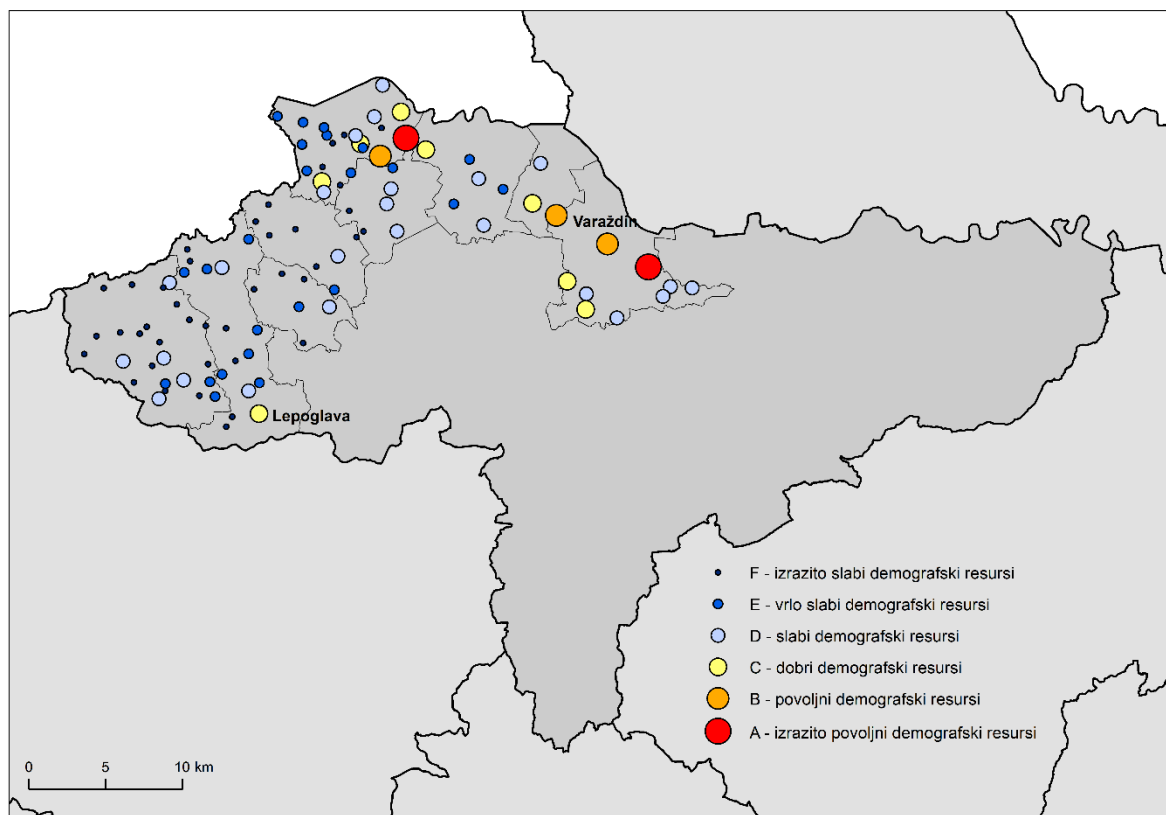 Varaždin
Lepoglava
F - izrazito slabi demografski resursi
E - vrlo slabi demografski resursi
D - slabi demografski resursi
C - dobri demografski resursi
B - povoljni demografski resursi
A - izrazito povoljni demografski resursi
0 5 10 km